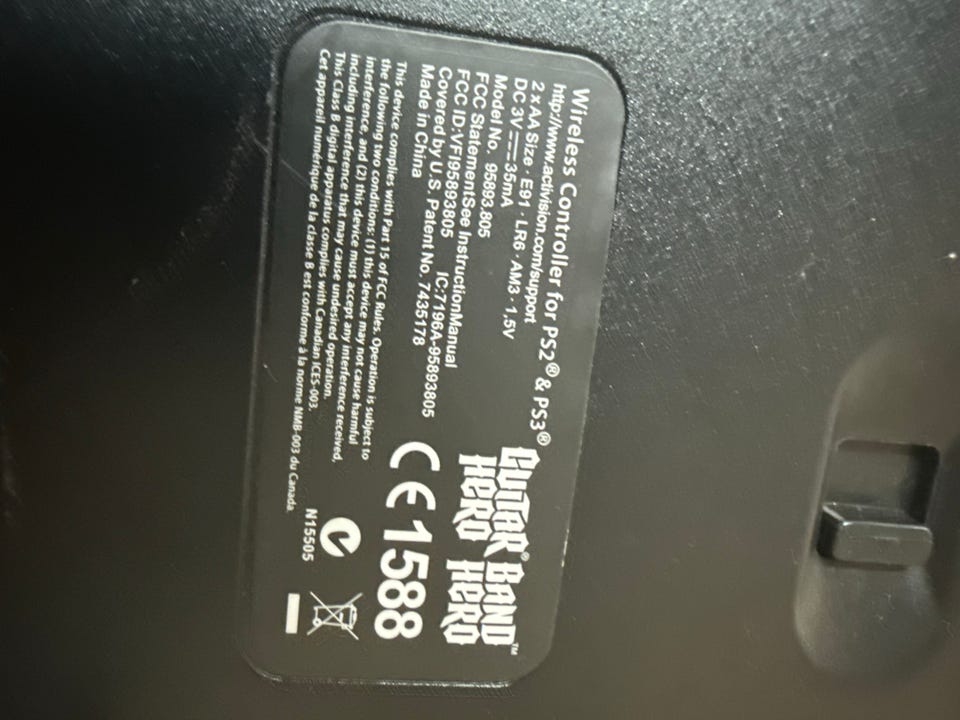 Wireless Controller for PS2® & PS3®
http://www.activision.com/support
2 x AA Size · E91 · LR6 · AM3 · 1,5V
DC 3V ⎓ 35mA
Model No. 95893.805
FCC StatementSee InstructionManual
FCC ID:VFI95893805 IC:7196A-95893805
Covered by U.S. Patent No. 7435178
Made in China
This device complies with Part 15 of FCC Rules. Operation is subject to
the following two conditions: (1) this device may not cause harmful
interference, and (2) this device must accept any interference received,
including interference that may cause undesired operation.
This Class B digital apparatus complies with Canadian ICES-003.
Cet appareil numérique de la classe B est conforme à la norme NMB-003 du Canada.
GUITAR® BAND
HERO HERO™
CE 1588
N15505